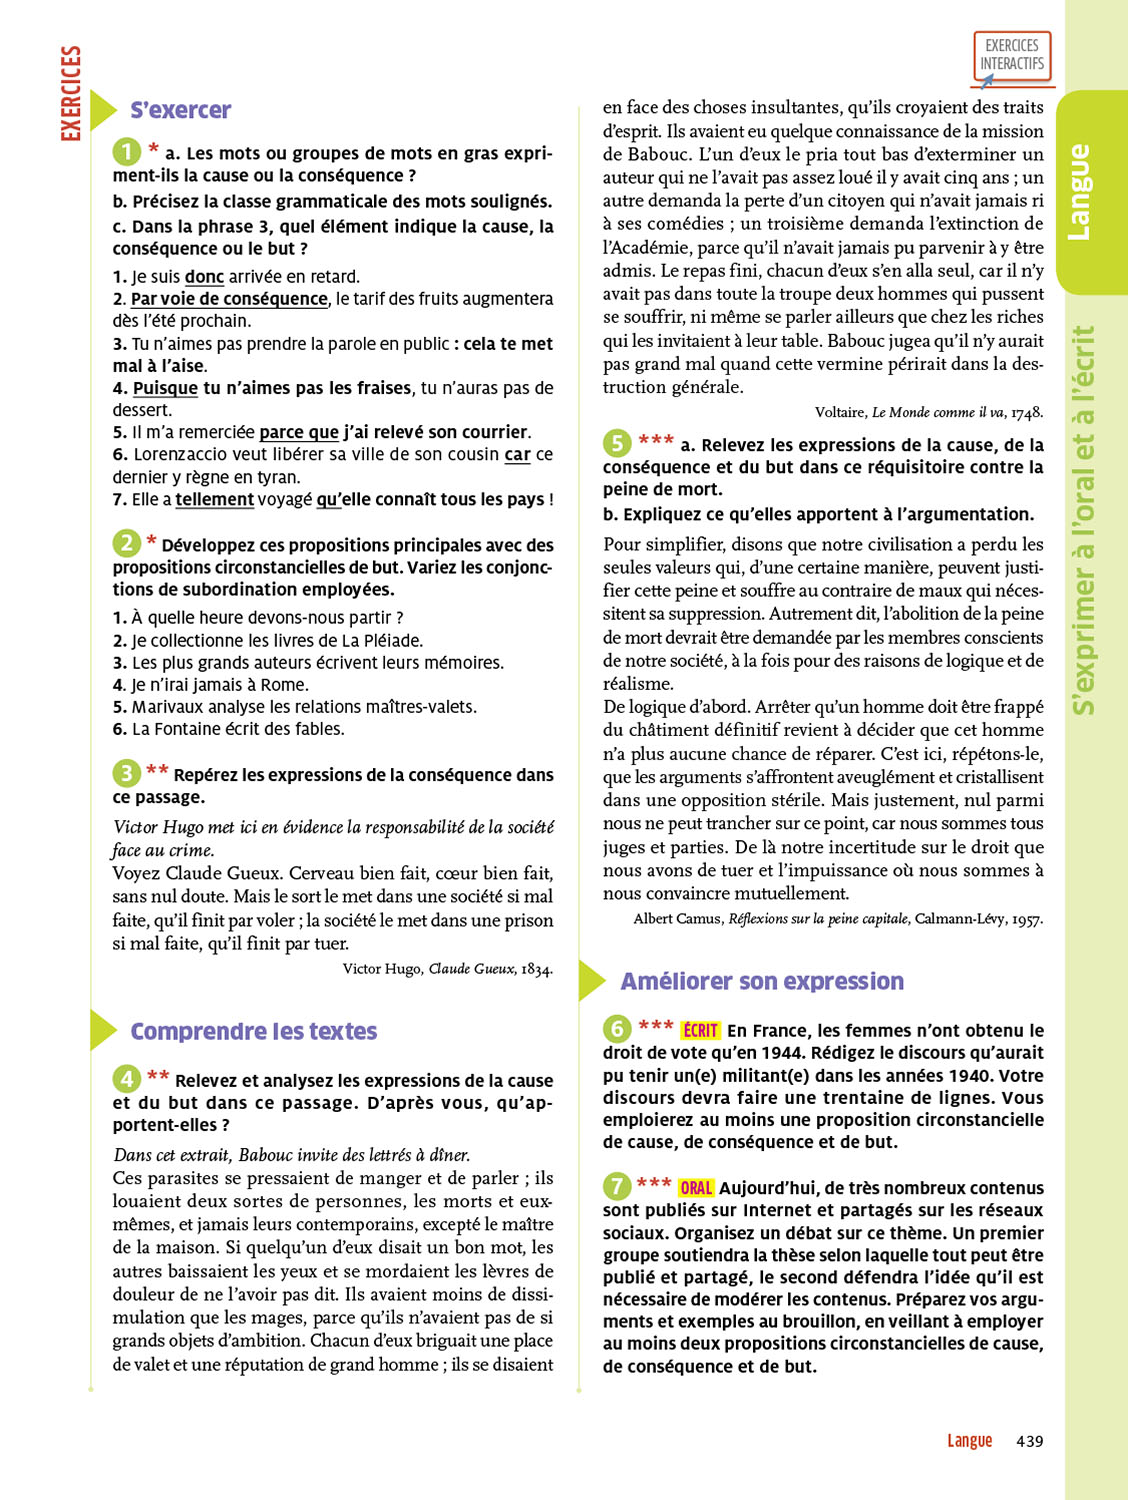 EXERCICES
EXERCICES
INTERACTIFS
S'exercer
1 * a. Les mots ou groupes de mots en gras expri-
ment-ils la cause ou la conséquence ?
b. Précisez la classe grammaticale des mots soulignés.
c. Dans la phrase 3, quel élément indique la cause, la
conséquence ou le but ?
1. Je suis donc arrivée en retard.
2. Par voie de conséquence, le tarif des fruits augmentera
dès l'été prochain.
3. Tu n'aimes pas prendre la parole en public : cela te met
mal à l'aise.
4. Puisque tu n'aimes pas les fraises, tu n'auras pas de
dessert.
5. Il m'a remerciée parce que j'ai relevé son courrier.
6. Lorenzaccio veut libérer sa ville de son cousin car ce
dernier y règne en tyran.
7. Elle a tellement voyagé qu'elle connaît tous les pays !
2 * Développez ces propositions principales avec des
propositions circonstancielles de but. Variez les conjonc-
tions de subordination employées.
1. À quelle heure devons-nous partir ?
2. Je collectionne les livres de La Pléiade.
3. Les plus grands auteurs écrivent leurs mémoires.
4. Je n'irai jamais à Rome.
5. Marivaux analyse les relations maîtres-valets.
6. La Fontaine écrit des fables.
3 ** Repérez les expressions de la conséquence dans
ce passage.
Victor Hugo met ici en évidence la responsabilité de la société
face au crime.
Voyez Claude Gueux. Cerveau bien fait, cœur bien fait,
sans nul doute. Mais le sort le met dans une société si mal
faite, qu'il finit par voler ; la société le met dans une prison
si mal faite, qu'il finit par tuer.
Victor Hugo, Claude Gueux, 1834.
Comprendre les textes
4 ** Relevez et analysez les expressions de la cause
et du but dans ce passage. D'après vous, qu'ap-
portent-elles ?
Dans cet extrait, Babouc invite des lettrés à dîner.
Ces parasites se pressaient de manger et de parler ; ils
louaient deux sortes de personnes, les morts et eux-
mêmes, et jamais leurs contemporains, excepté le maître
de la maison. Si quelqu'un d'eux disait un bon mot, les
autres baissaient les yeux et se mordaient les lèvres de
douleur de ne l'avoir pas dit. Ils avaient moins de dissi-
mulation que les mages, parce qu'ils n'avaient pas de si
grands objets d'ambition. Chacun d'eux briguait une place
de valet et une réputation de grand homme ; ils se disaient
en face des choses insultantes, qu'ils croyaient des traits
d'esprit. Ils avaient eu quelque connaissance de la mission
de Babouc. L'un d'eux le pria tout bas d'exterminer un
auteur qui ne l'avait pas assez loué il y avait cinq ans ; un
autre demanda la perte d'un citoyen qui n'avait jamais ri
à ses comédies ; un troisième demanda l'extinction de
l'Académie, parce qu'il n'avait jamais pu parvenir à y être
admis. Le repas fini, chacun d'eux s'en alla seul, car il n'y
avait pas dans toute la troupe deux hommes qui pussent
se souffrir, ni même se parler ailleurs que chez les riches
qui les invitaient à leur table. Babouc jugea qu'il n'y aurait
pas grand mal quand cette vermine périrait dans la des-
truction générale.
Voltaire, Le Monde comme il va, 1748.
5 *** a. Relevez les expressions de la cause, de la
conséquence et du but dans ce réquisitoire contre la
peine de mort.
b. Expliquez ce qu'elles apportent à l'argumentation.
Pour simplifier, disons que notre civilisation a perdu les
seules valeurs qui, d'une certaine manière, peuvent justi-
fier cette peine et souffre au contraire de maux qui néces-
sitent sa suppression. Autrement dit, l'abolition de la peine
de mort devrait être demandée par les membres conscients
de notre société, à la fois pour des raisons de logique et de
réalisme.
De logique d'abord. Arrêter qu'un homme doit être frappé
du châtiment définitif revient à décider que cet homme
n'a plus aucune chance de réparer. C'est ici, répétons-le,
que les arguments s'affrontent aveuglément et cristallisent
dans une opposition stérile. Mais justement, nul parmi
nous ne peut trancher sur ce point, car nous sommes tous
juges et parties. De là notre incertitude sur le droit que
nous avons de tuer et l'impuissance où nous sommes à
nous convaincre mutuellement.
Albert Camus, Réflexions sur la peine capitale, Calmann-Lévy, 1957.
Améliorer son expression
6 *** ÉCRIT En France, les femmes n'ont obtenu le
droit de vote qu'en 1944. Rédigez le discours qu'aurait
pu tenir un(e) militant(e) dans les années 1940. Votre
discours devra faire une trentaine de lignes. Vous
emploierez au moins une proposition circonstancielle
de cause, de conséquence et de but.
7 *** ORAL Aujourd'hui, de très nombreux contenus
sont publiés sur Internet et partagés sur les réseaux
sociaux. Organisez un débat sur ce thème. Un premier
groupe soutiendra la thèse selon laquelle tout peut être
publié et partagé, le second défendra l'idée qu'il est
nécessaire de modérer les contenus. Préparez vos argu-
ments et exemples au brouillon, en veillant à employer
au moins deux propositions circonstancielles de cause,
de conséquence et de but.
Langue
S'exprimer à l'oral et à l'écrit
Langue 439